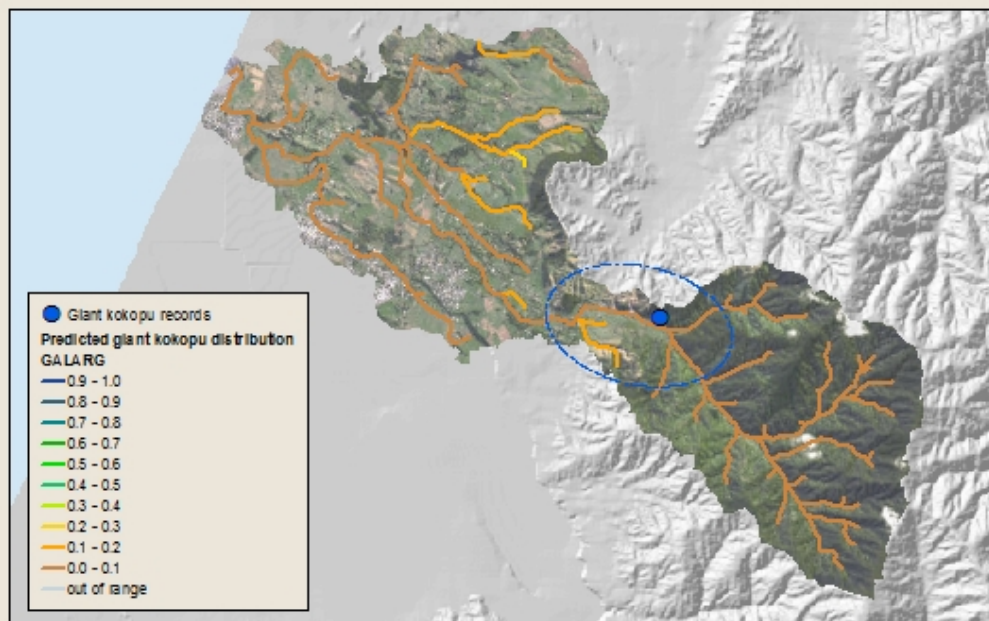 Giant kokopu records
Predicted giant kokopu distribution
GALARG
0.9 - 1.0
0.8 - 0.9
0.7 - 0.8
0.6 - 0.7
0.5 - 0.6
0.4 - 0.5
0.3 - 0.4
0.2 - 0.3
0.1 - 0.2
0.0 - 0.1
out of range